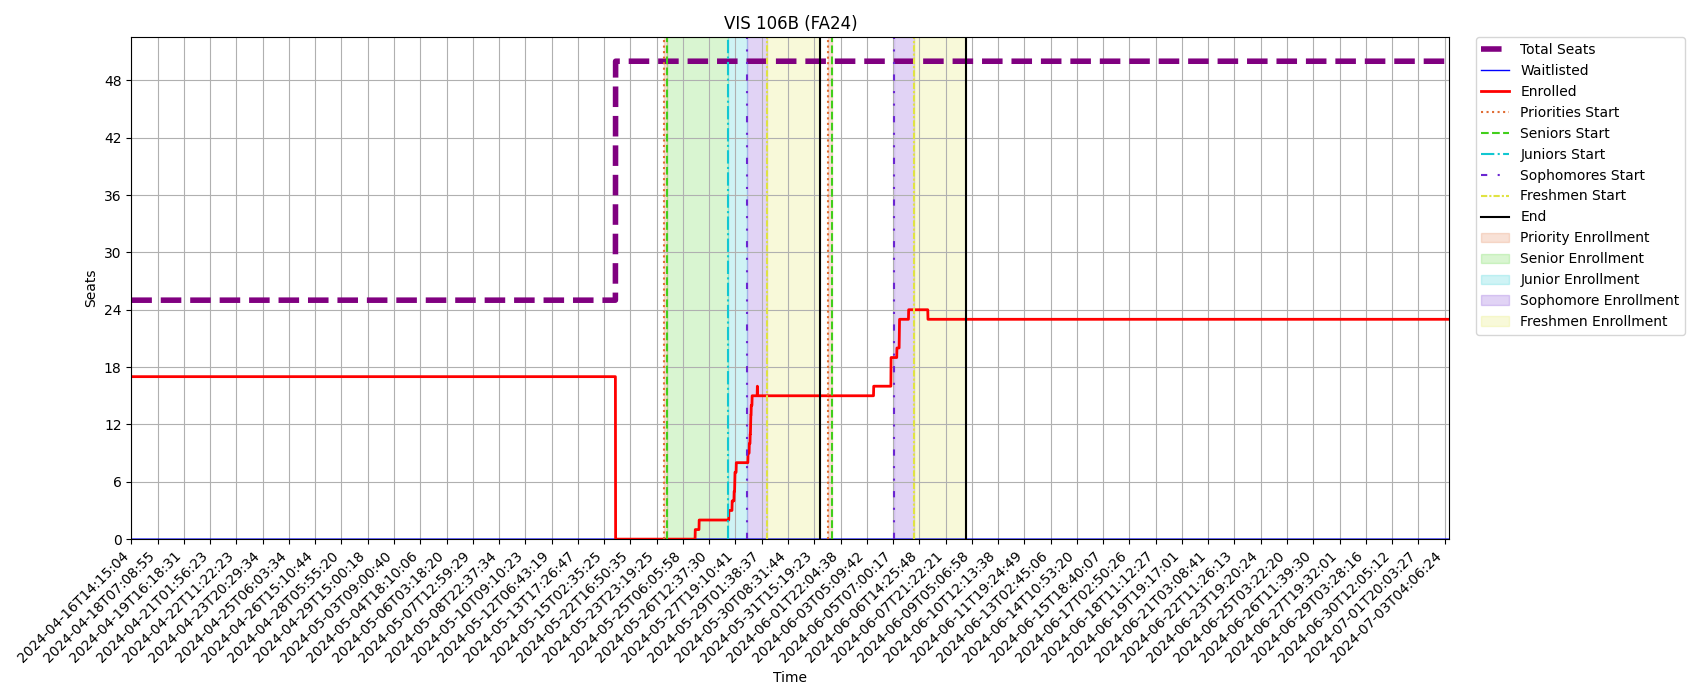 VIS 106B (FA24)
Seats
48
42
36
30
24
18
12
6
0
2024-04-16T14:15:04
2024-04-18T07:08:55
2024-04-19T16:18:31
2024-04-21T01:56:23
2024-04-22T11:22:23
2024-04-23T20:29:34
2024-04-25T06:03:34
2024-04-26T15:10:44
2024-04-28T05:55:20
2024-04-29T15:00:18
2024-05-03T09:00:40
2024-05-04T18:10:06
2024-05-06T03:18:20
2024-05-07T12:59:29
2024-05-08T22:37:34
2024-05-10T09:10:23
2024-05-12T06:43:19
2024-05-13T17:26:47
2024-05-15T02:35:25
2024-05-22T16:50:35
2024-05-23T23:19:25
2024-05-25T06:05:58
2024-05-26T12:37:30
2024-05-27T19:10:41
2024-05-29T01:38:37
2024-05-30T08:31:44
2024-05-31T15:19:23
2024-06-01T22:04:38
2024-06-03T05:09:42
2024-06-05T07:00:17
2024-06-06T14:25:48
2024-06-07T21:22:21
2024-06-09T05:06:58
2024-06-10T12:13:38
2024-06-11T19:24:49
2024-06-13T02:45:06
2024-06-14T10:53:20
2024-06-15T18:40:07
2024-06-17T02:50:26
2024-06-18T11:12:27
2024-06-19T19:17:01
2024-06-21T03:08:41
2024-06-22T11:26:13
2024-06-23T19:20:24
2024-06-25T03:22:20
2024-06-26T11:39:30
2024-06-27T19:32:01
2024-06-29T03:28:16
2024-06-30T12:05:12
2024-07-01T20:03:27
2024-07-03T04:06:24
Time
Total Seats
Waitlisted
Enrolled
Priorities Start
Seniors Start
Juniors Start
Sophomores Start
Freshmen Start
End
Priority Enrollment
Senior Enrollment
Junior Enrollment
Sophomore Enrollment
Freshmen Enrollment